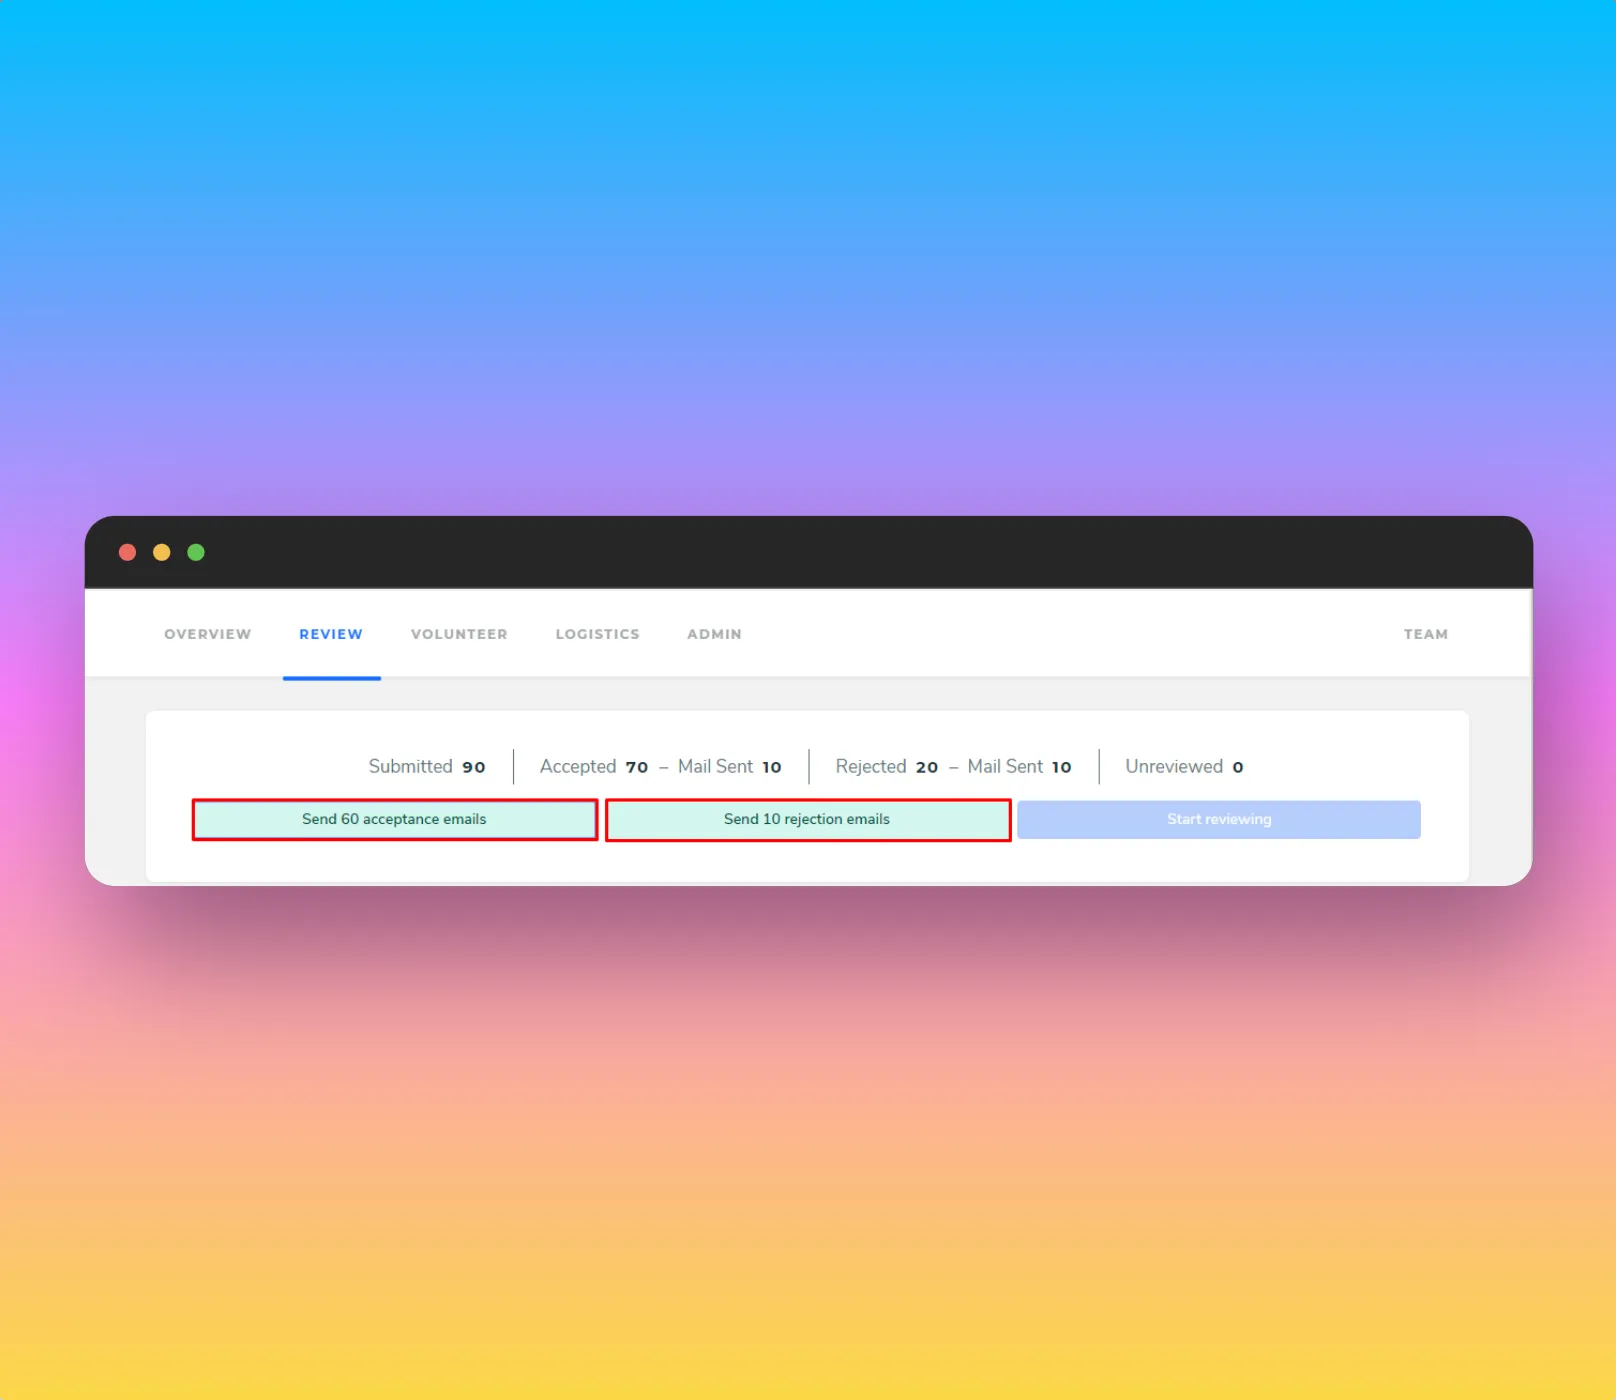 OVERVIEW REVIEW VOLUNTEER LOGISTICS ADMIN TEAM
Submitted 90 Accepted 70 – Mail Sent 10 Rejected 20 – Mail Sent 10 Unreviewed 0
Send 60 acceptance emails Send 10 rejection emails Start reviewing